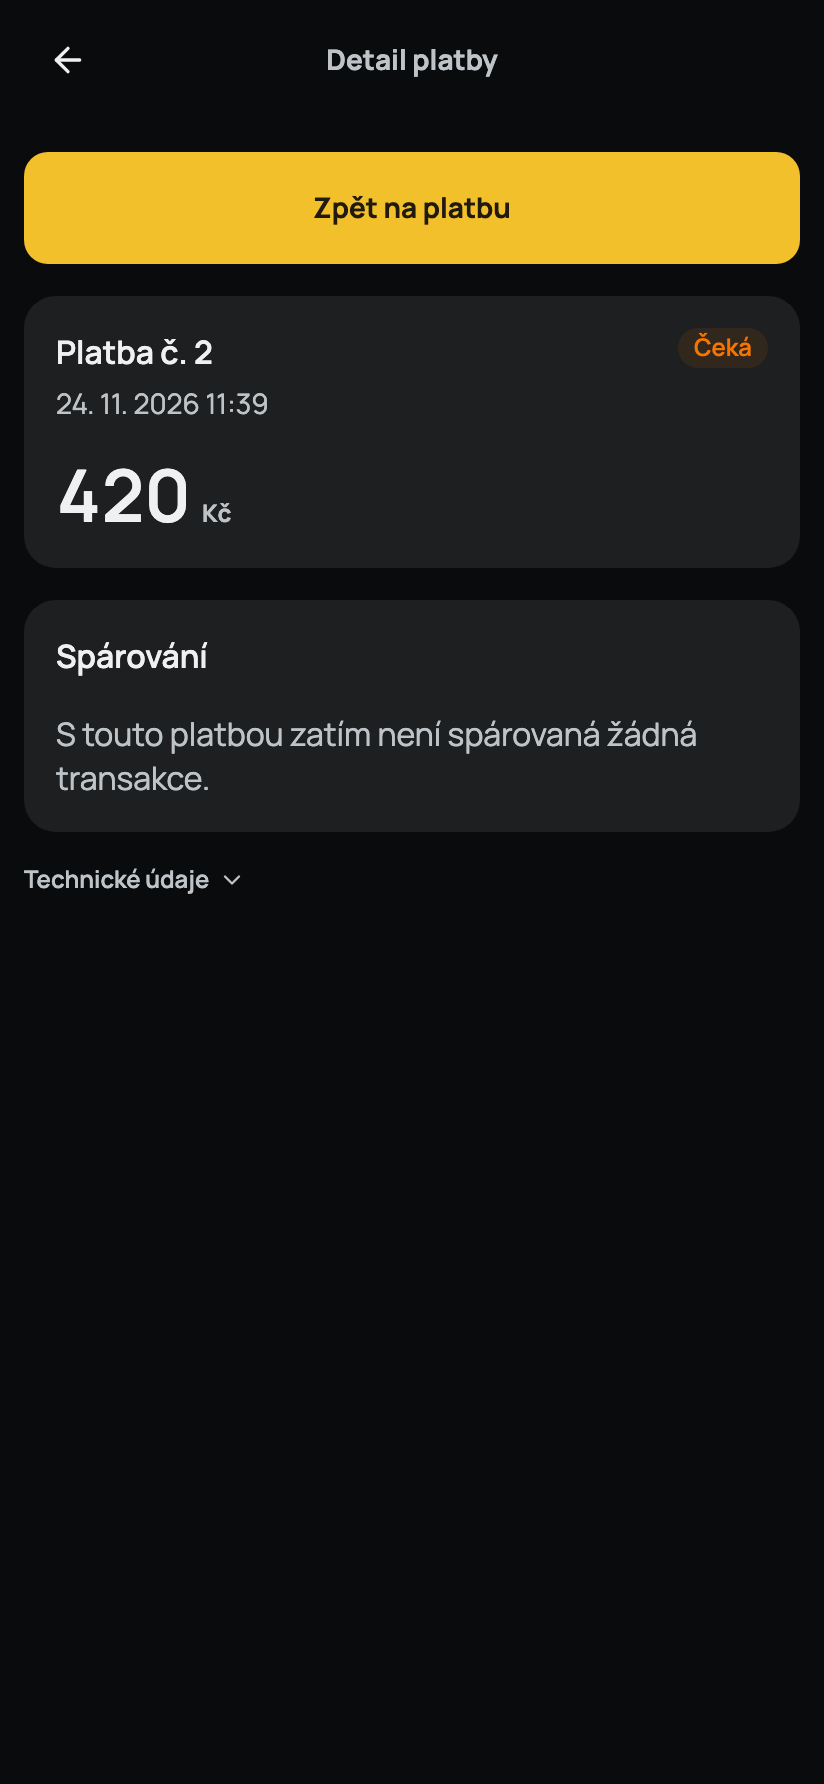 Detail platby
Zpět na platbu
Platba č. 2
Čeká
24. 11. 2026 11:39
420 Kč
Spárování
S touto platbou zatím není spárovaná žádná
transakce.
Technické údaje